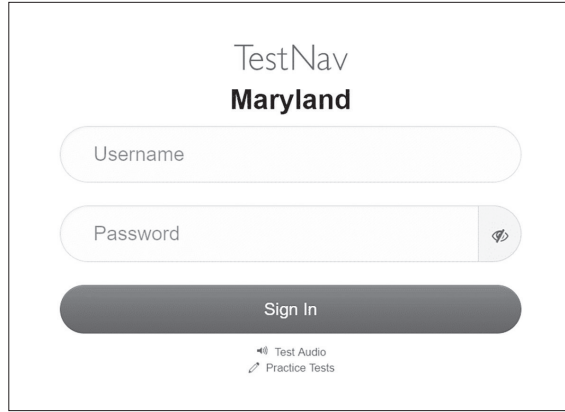 TestNav
Maryland
Username
Password
Sign In
Test Audio
Practice Tests